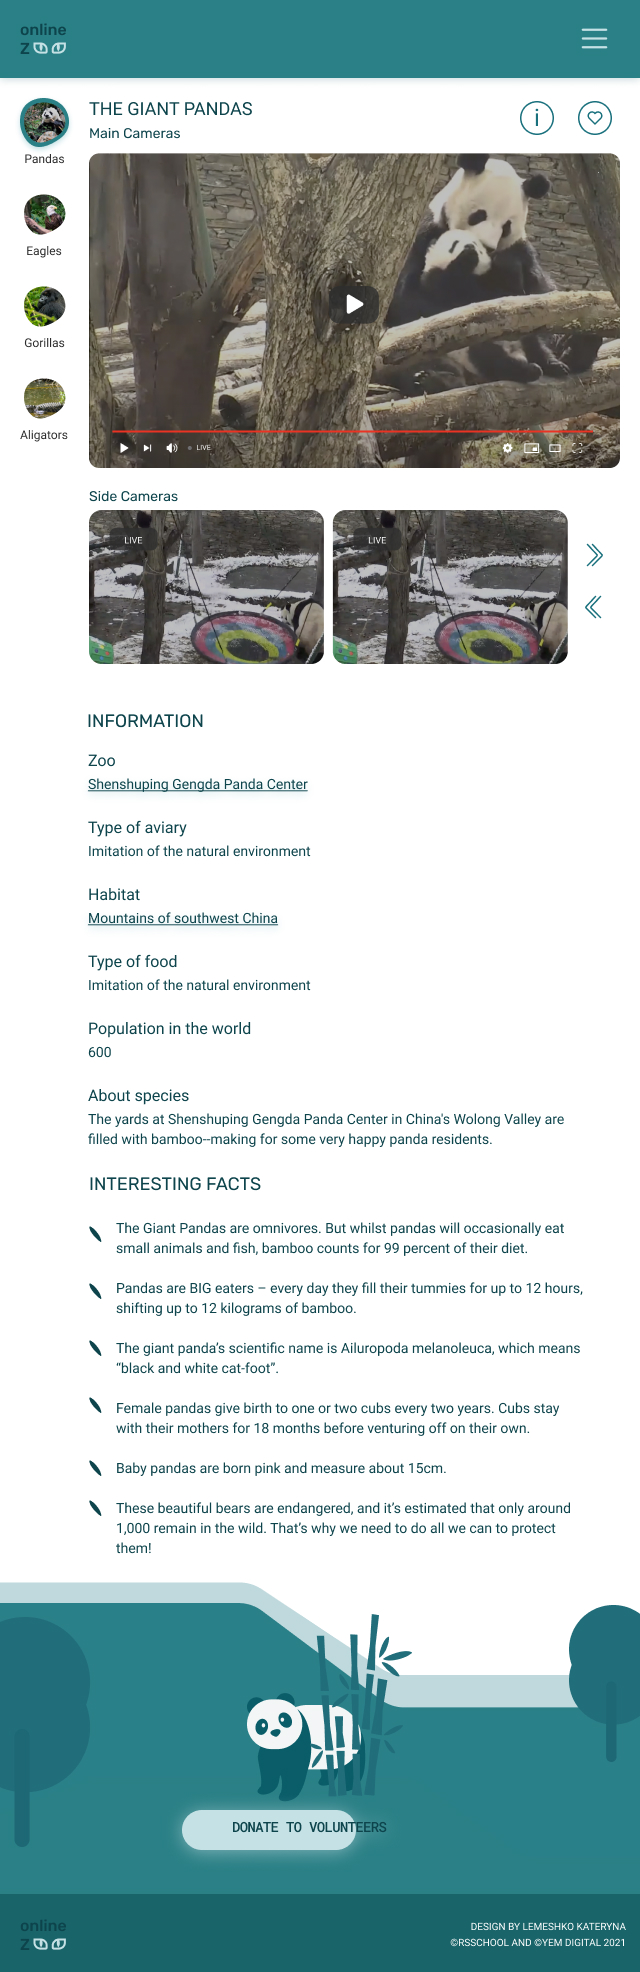 online
zoo
THE GIANT PANDAS
Main Cameras
Pandas
Eagles
Gorillas
Aligators
LIVE
Side Cameras
LIVE
LIVE
INFORMATION
Zoo
Shenshuping Gengda Panda Center
Type of aviary
Imitation of the natural environment
Habitat
Mountains of southwest China
Type of food
Imitation of the natural environment
Population in the world
600
About species
The yards at Shenshuping Gengda Panda Center in China's Wolong Valley are
filled with bamboo--making for some very happy panda residents.
INTERESTING FACTS
The Giant Pandas are omnivores. But whilst pandas will occasionally eat
small animals and fish, bamboo counts for 99 percent of their diet.
Pandas are BIG eaters – every day they fill their tummies for up to 12 hours,
shifting up to 12 kilograms of bamboo.
The giant panda’s scientific name is Ailuropoda melanoleuca, which means
“black and white cat-foot”.
Female pandas give birth to one or two cubs every two years. Cubs stay
with their mothers for 18 months before venturing off on their own.
Baby pandas are born pink and measure about 15cm.
These beautiful bears are endangered, and it’s estimated that only around
1,000 remain in the wild. That’s why we need to do all we can to protect
them!
DONATE TO VOLUNTEERS
online
zoo
DESIGN BY LEMESHKO KATERYNA
©RSSCHOOL AND ©YEM DIGITAL 2021